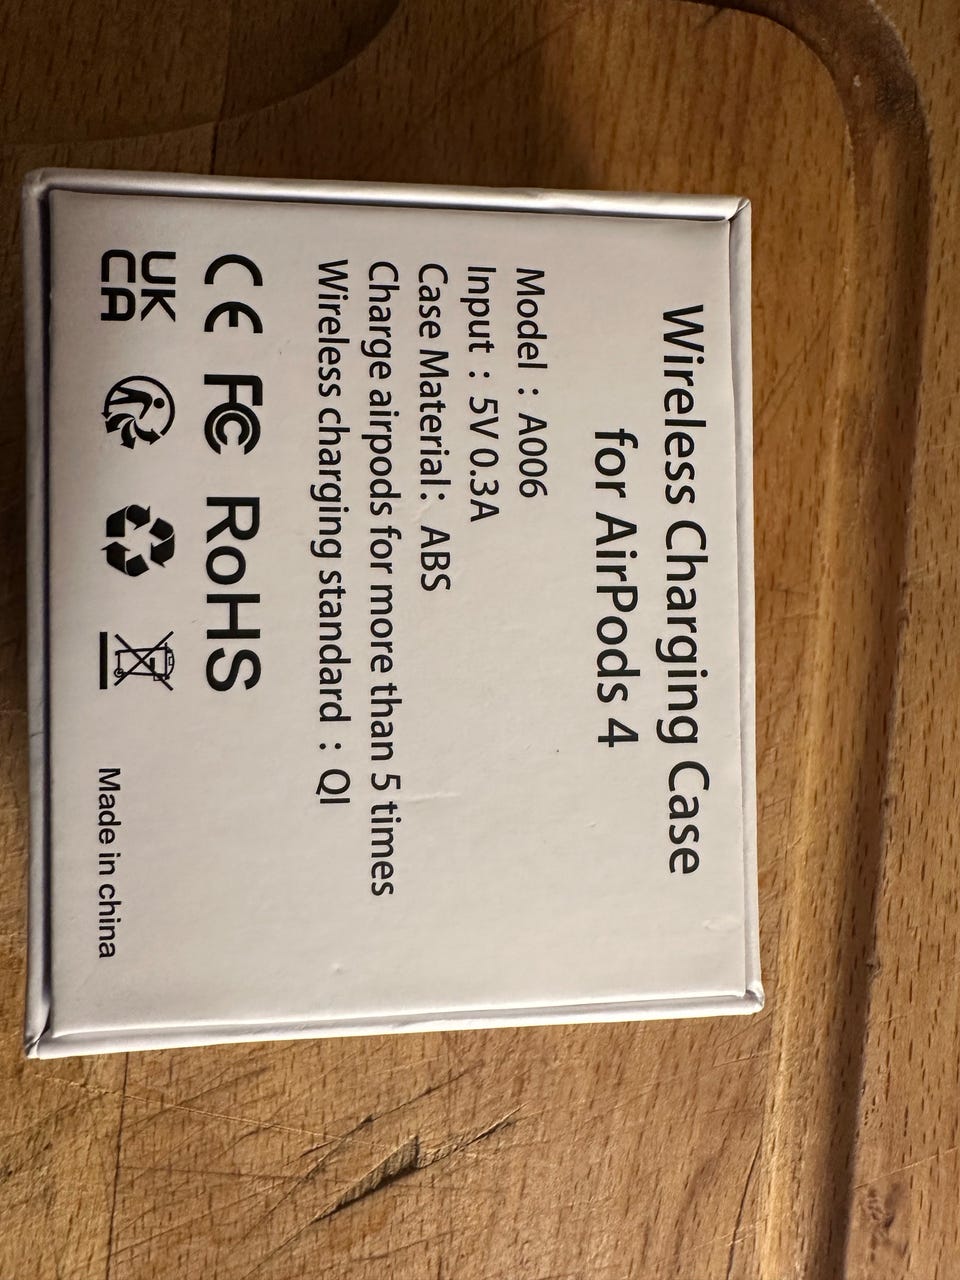 Wireless Charging Case
for AirPods 4
Model : A006
Input : 5V 0.3A
Case Material: ABS
Charge airpods for more than 5 times
Wireless charging standard : QI
CE FC RoHS
UK
CA
Made in china